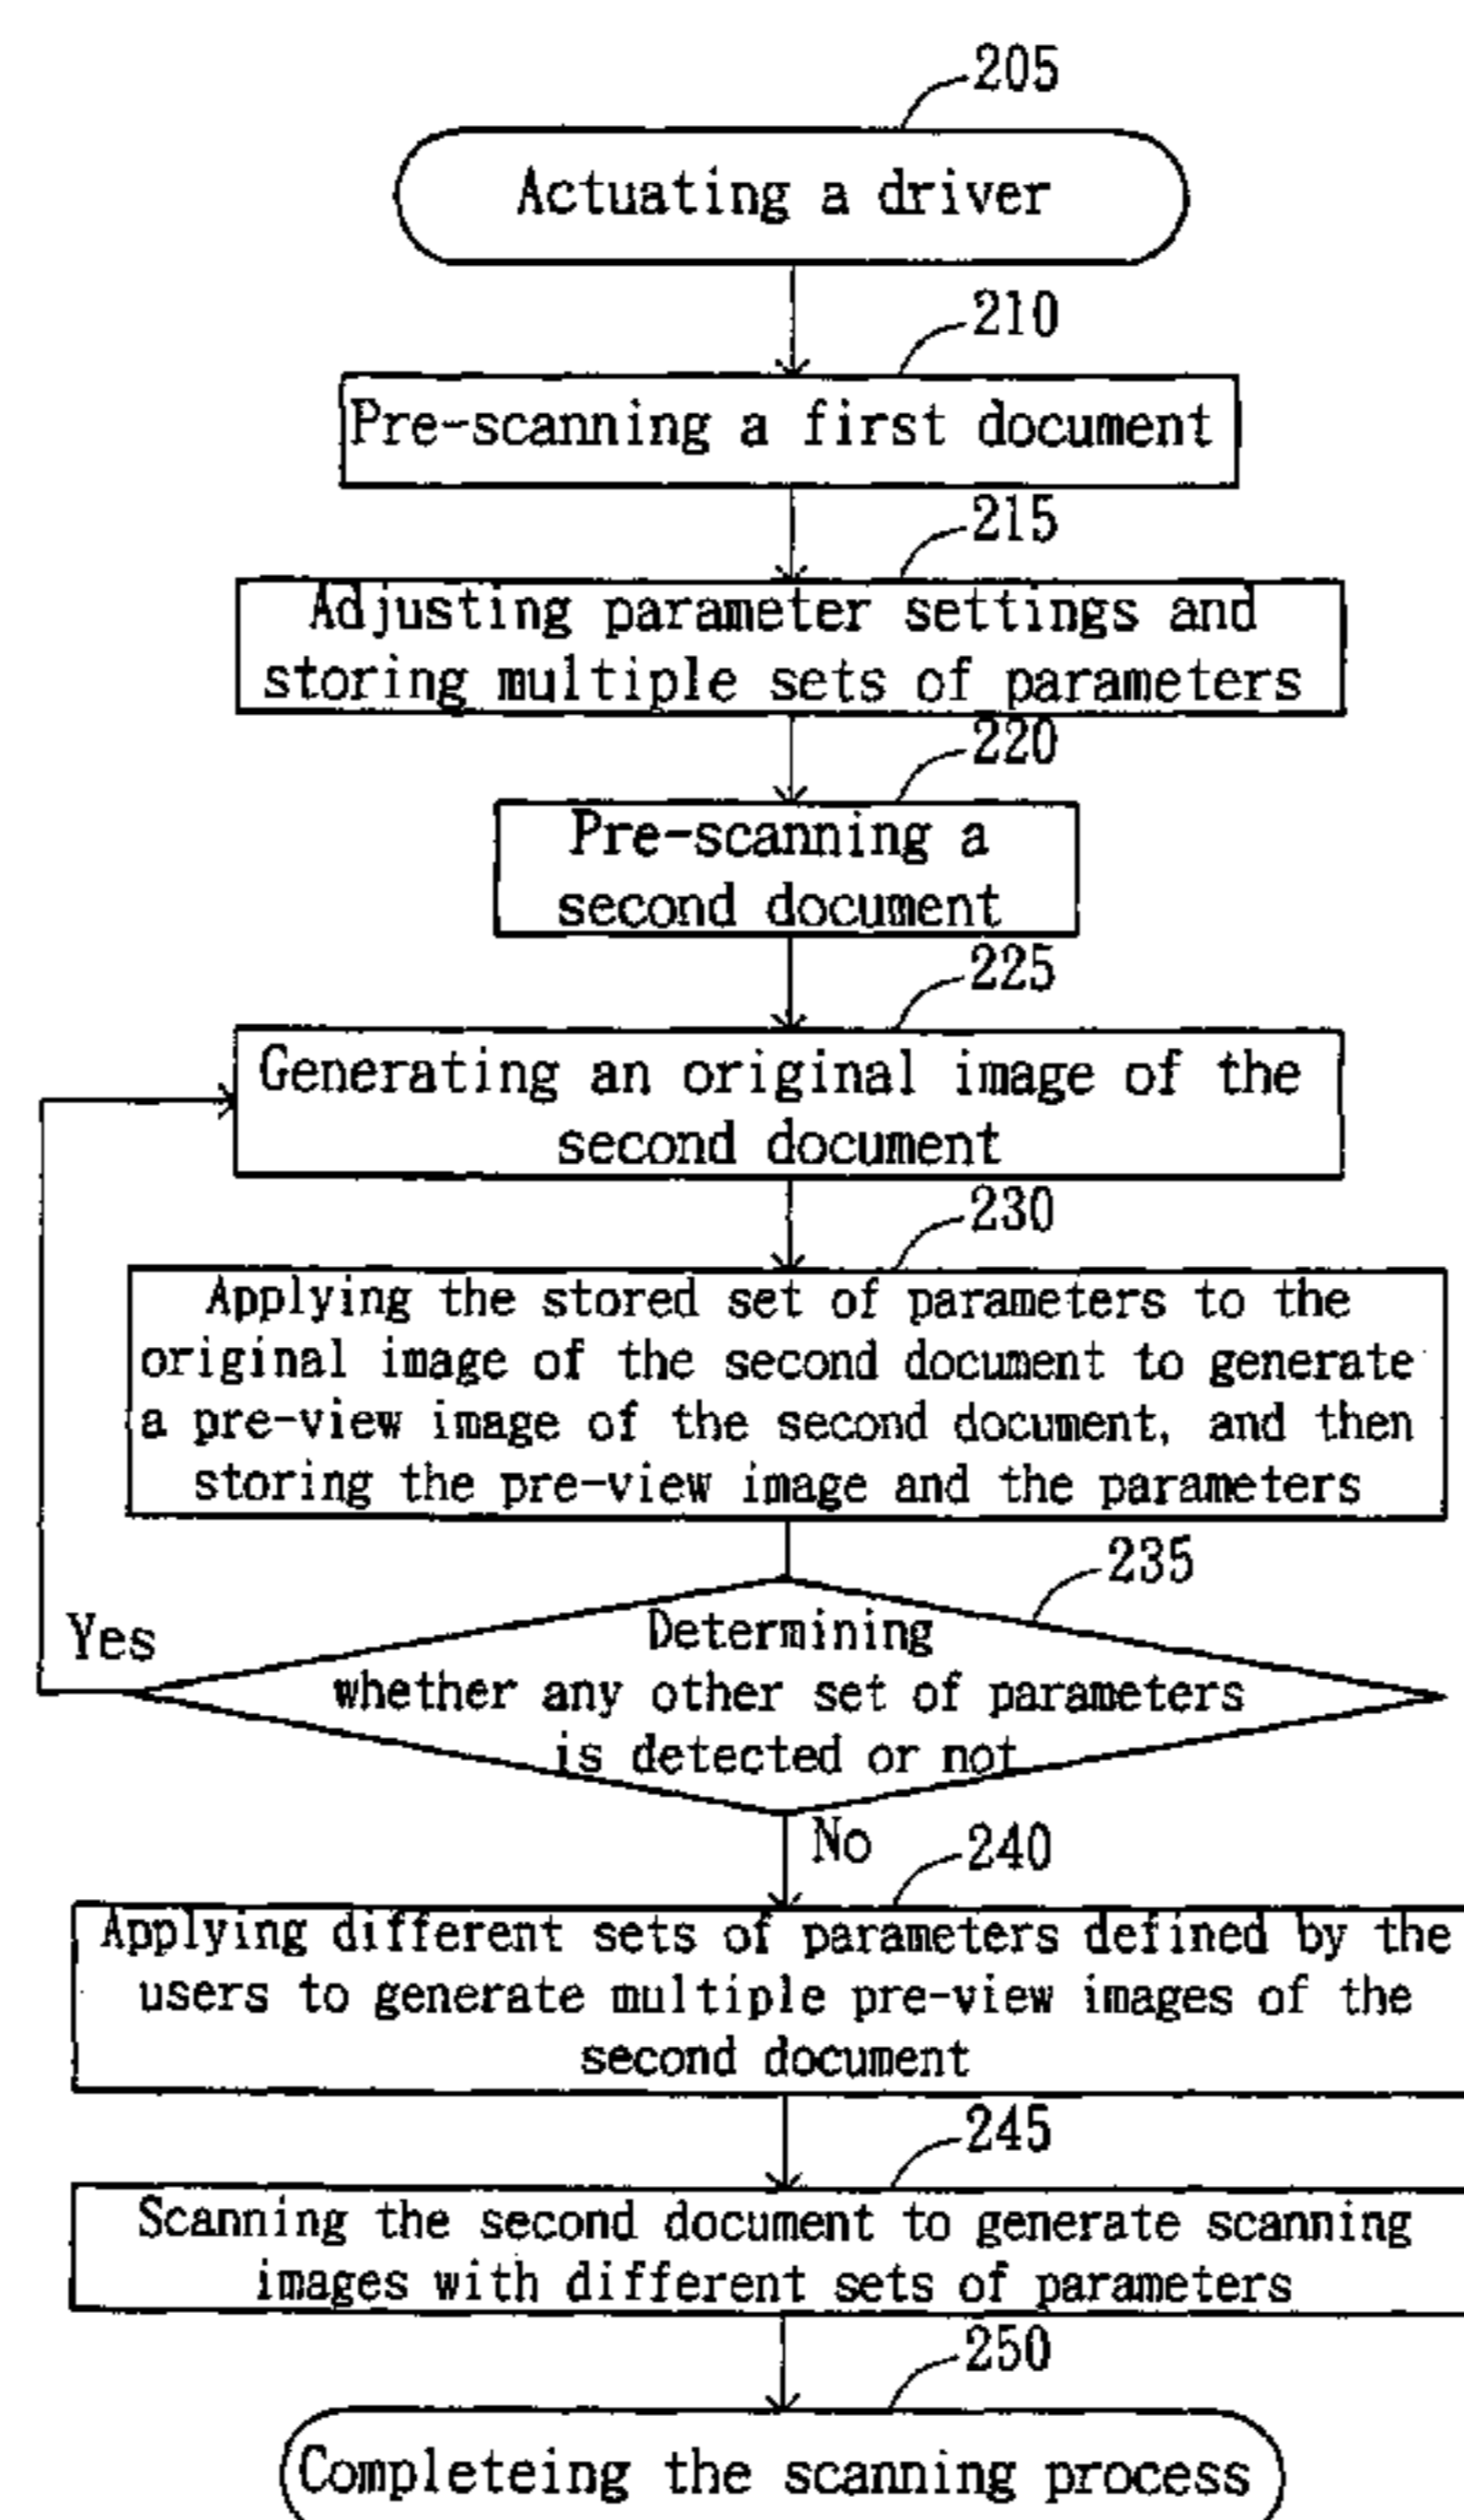 205
Actuating a driver
210
Pre-scanning a first document
215
Adjusting parameter settings and
storing multiple sets of parameters
220
Pre-scanning a
second document
225
Generating an original image of the
second document
230
Applying the stored set of parameters to the
original image of the second document to generate
a pre-view image of the second document, and then
storing the pre-view image and the parameters
235
Yes
Determining
whether any other set of parameters
is detected or not
No
240
Applying different sets of parameters defined by the
users to generate multiple pre-view images of the
second document
245
Scanning the second document to generate scanning
images with different sets of parameters
250
Completeing the scanning process